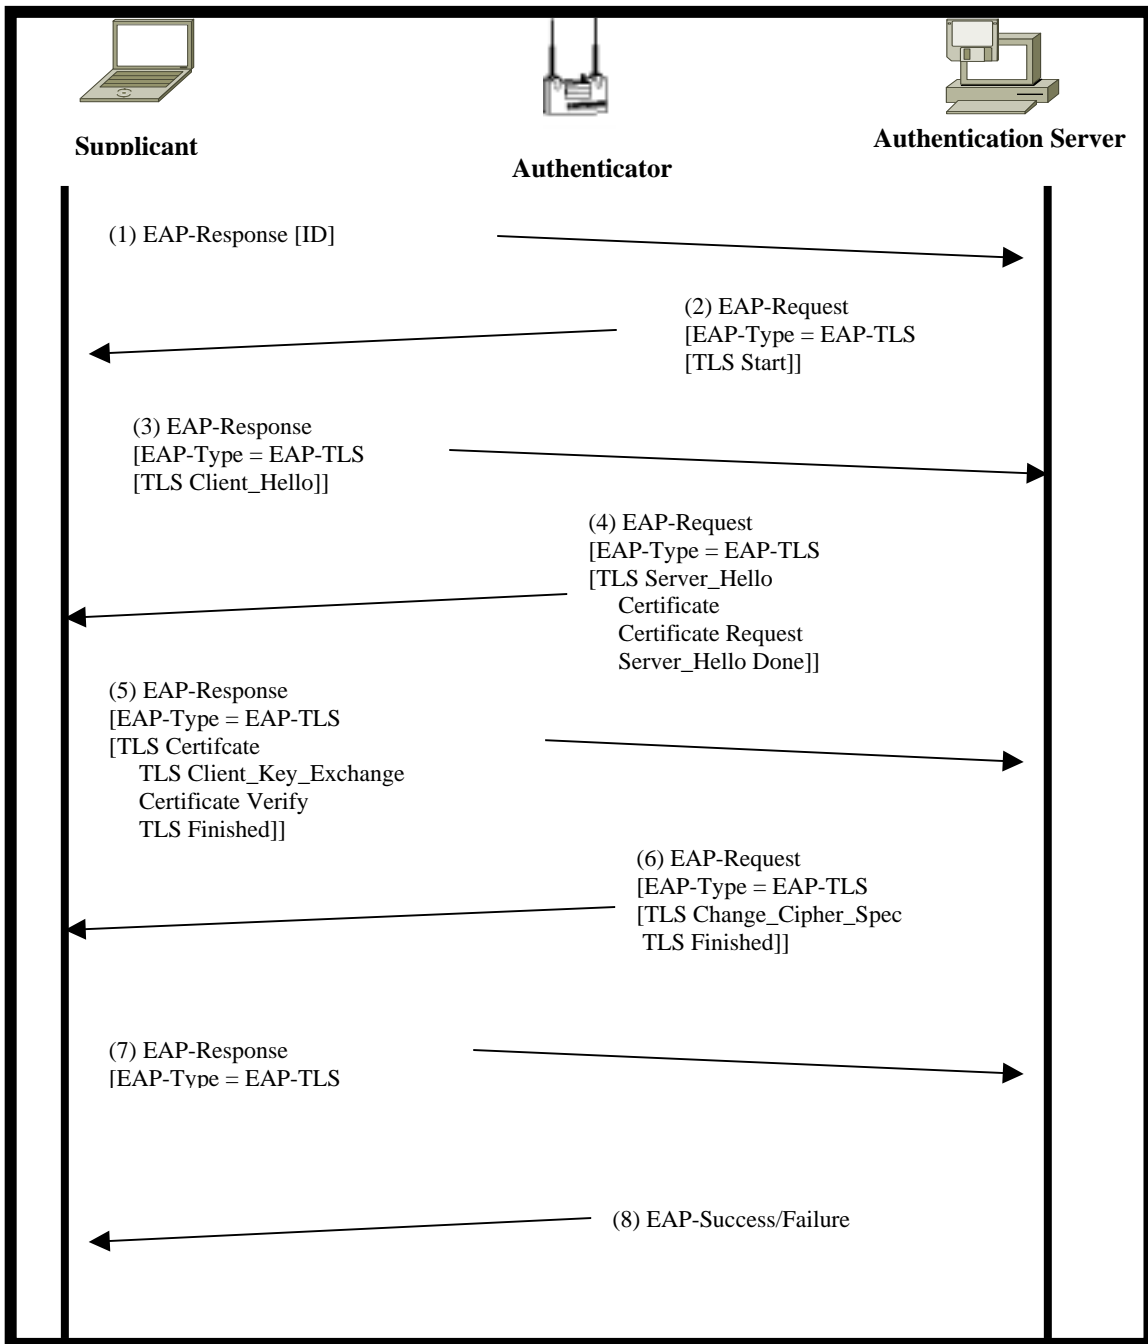 Supplicant
Authenticator
Authentication Server
(1) EAP-Response [ID]
(2) EAP-Request
[EAP-Type = EAP-TLS
[TLS Start]]
(3) EAP-Response
[EAP-Type = EAP-TLS
[TLS Client_Hello]]
(4) EAP-Request
[EAP-Type = EAP-TLS
[TLS Server_Hello
Certificate
Certificate Request
Server_Hello Done]]
(5) EAP-Response
[EAP-Type = EAP-TLS
[TLS Certifcate
TLS Client_Key_Exchange
Certificate Verify
TLS Finished]]
(6) EAP-Request
[EAP-Type = EAP-TLS
[TLS Change_Cipher_Spec
TLS Finished]]
(7) EAP-Response
[EAP-Type = EAP-TLS
(8) EAP-Success/Failure